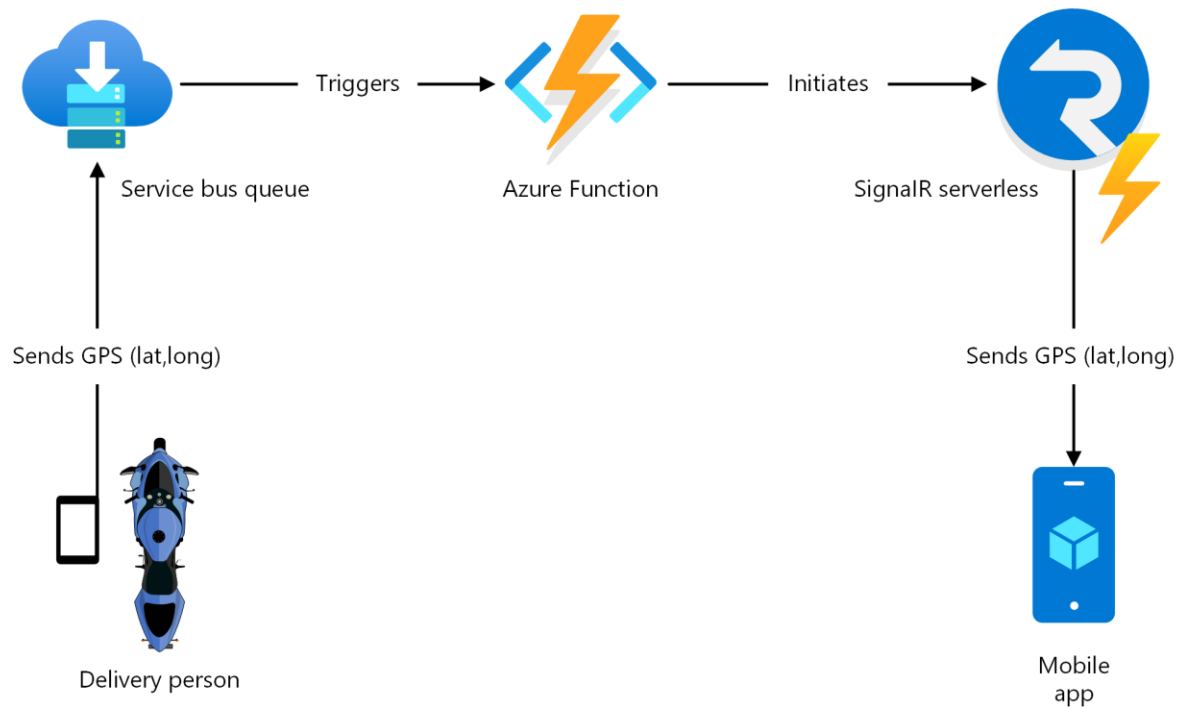 Triggers
Initiates
Service bus queue
Azure Function
SignalR serverless
Sends GPS (lat,long)
Sends GPS (lat,long)
Delivery person
Mobile
app